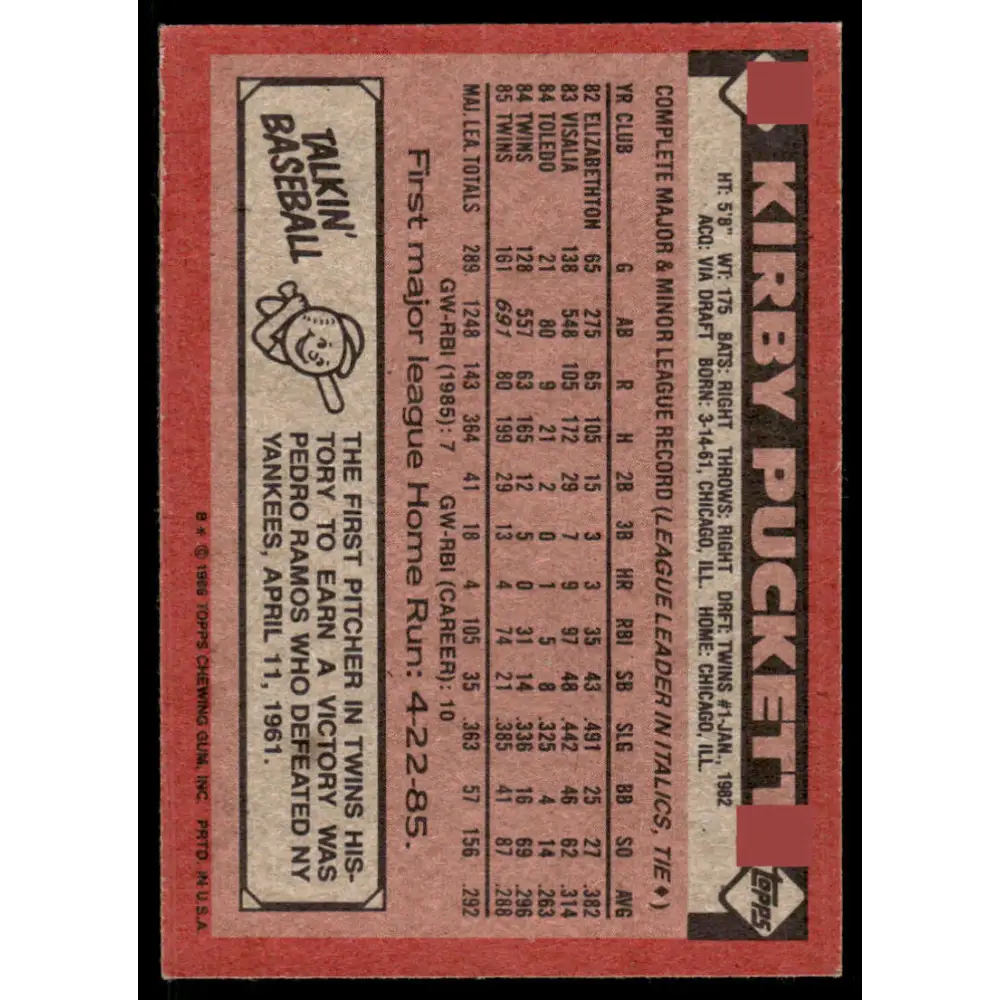 KIRBY PUCKETT
topps
HT: 5'8" WT: 175 BATS: RIGHT THROWS: RIGHT DRFT: TWINS #1-JAN., 1982
ACQ: VIA DRAFT BORN: 3-14-61, CHICAGO, ILL. HOME: CHICAGO, ILL.
COMPLETE MAJOR & MINOR LEAGUE RECORD (LEAGUE LEADER IN ITALICS, TIE♦)
YR CLUB G AB R H 2B 3B HR RBI SB SLG BB SO AVG
82 ELIZABETHTON 65 275 65 105 15 3 3 35 43 .491 25 27 .382
83 VISALIA 138 548 105 172 29 7 9 97 48 .442 46 62 .314
84 TOLEDO 21 80 9 21 2 0 1 5 8 .325 4 14 .263
84 TWINS 128 557 63 165 12 5 0 31 14 .336 16 69 .296
85 TWINS 161 691 80 199 29 13 4 74 21 .385 41 87 .288
MAJ. LEA. TOTALS 289 1248 143 364 41 18 4 105 35 .363 57 156 .292
GW-RBI (1985): 7 GW-RBI (CAREER): 10
First major league Home Run: 4-22-85.
TALKIN'
BASEBALL
THE FIRST PITCHER IN TWINS HIS-
TORY TO EARN A VICTORY WAS
PEDRO RAMOS WHO DEFEATED NY
YANKEES, APRIL 11, 1961.
B* © 1986 TOPPS CHEWING GUM, INC. PRTD. IN U.S.A.